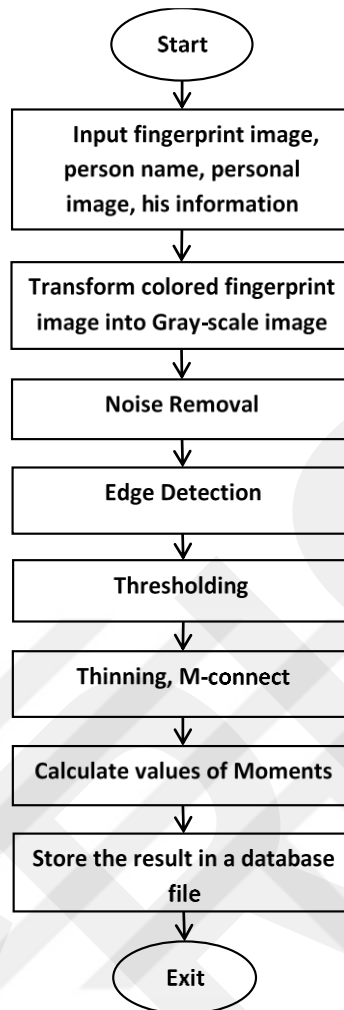 Start
Input fingerprint image,
person name, personal
image, his information
Transform colored fingerprint
image into Gray-scale image
Noise Removal
Edge Detection
Thresholding
Thinning, M-connect
Calculate values of Moments
Store the result in a database
file
Exit